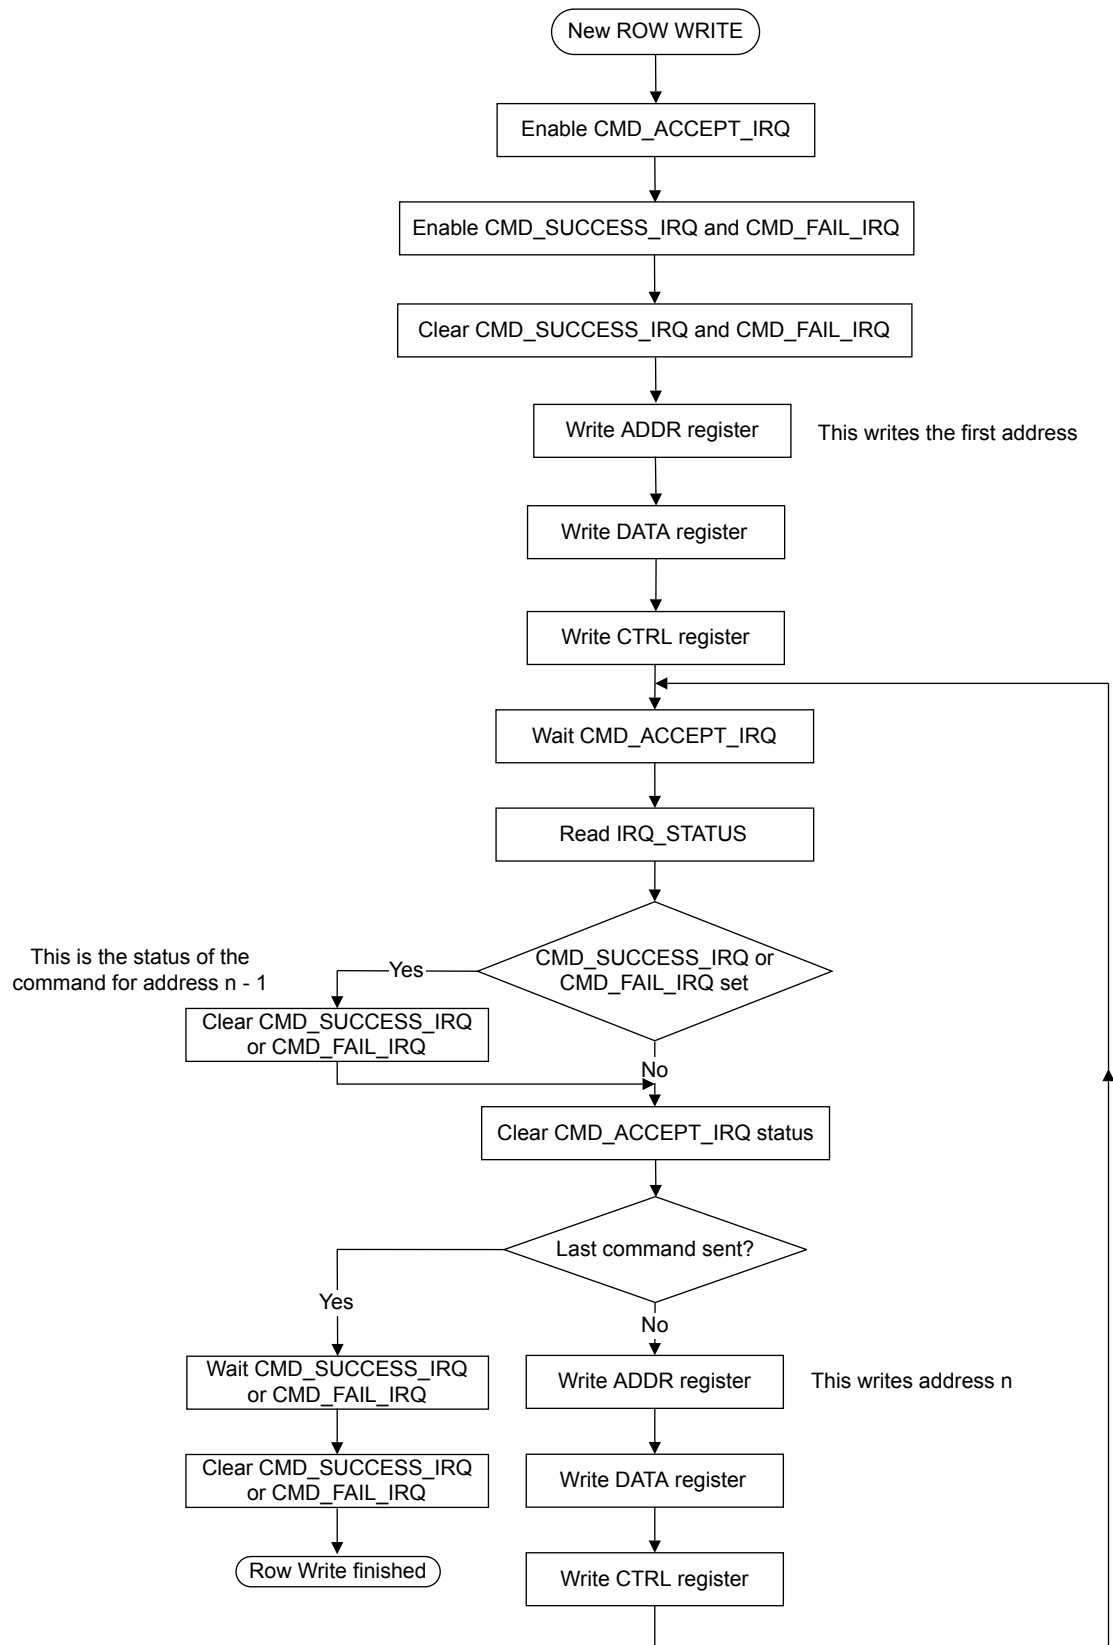 New ROW WRITE
Enable CMD_ACCEPT_IRQ
Enable CMD_SUCCESS_IRQ and CMD_FAIL_IRQ
Clear CMD_SUCCESS_IRQ and CMD_FAIL_IRQ
Write ADDR register
This writes the first address
Write DATA register
Write CTRL register
Wait CMD_ACCEPT_IRQ
Read IRQ_STATUS
CMD_SUCCESS_IRQ or
CMD_FAIL_IRQ set
This is the status of the
command for address n - 1
Yes
Clear CMD_SUCCESS_IRQ
or CMD_FAIL_IRQ
No
Clear CMD_ACCEPT_IRQ status
Last command sent?
Yes
No
Wait CMD_SUCCESS_IRQ
or CMD_FAIL_IRQ
Write ADDR register
This writes address n
Clear CMD_SUCCESS_IRQ
or CMD_FAIL_IRQ
Write DATA register
Row Write finished
Write CTRL register